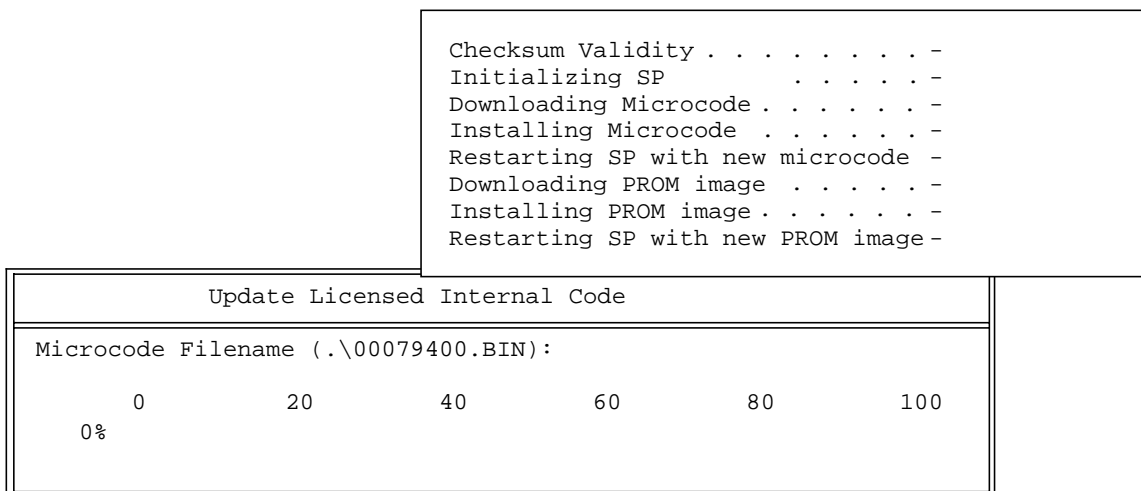 Checksum Validity . . . . . . . . -
Initializing SP . . . . . -
Downloading Microcode . . . . . . -
Installing Microcode . . . . . . -
Restarting SP with new microcode -
Downloading PROM image . . . . . -
Installing PROM image . . . . . . -
Restarting SP with new PROM image -
Update Licensed Internal Code
Microcode Filename (.\00079400.BIN):
0 20 40 60 80 100
0%